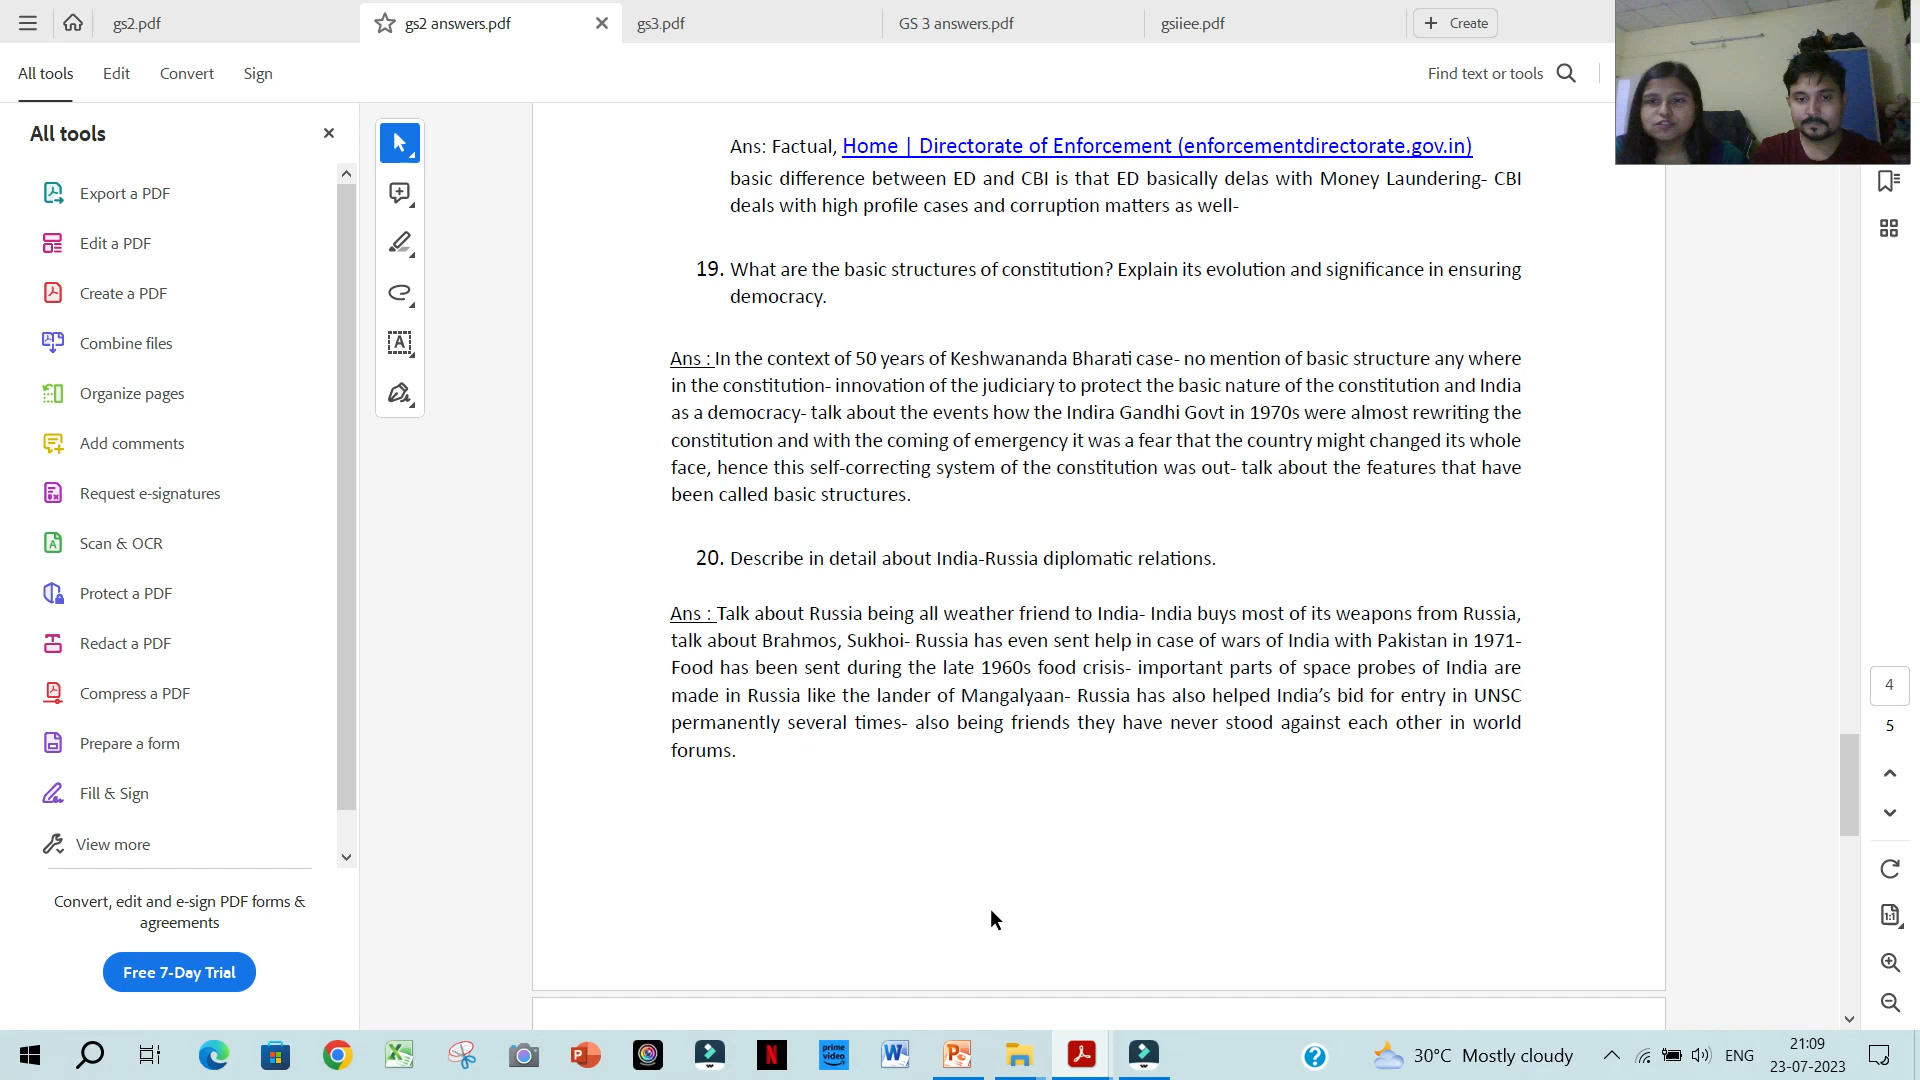 gs2.pdf
gs2 answers.pdf
gs3.pdf
GS 3 answers.pdf
gsiiee.pdf
Create
All tools
Edit
Convert
Sign
Find text or tools
All tools
Export a PDF
Edit a PDF
Create a PDF
Combine files
Organize pages
Add comments
Request e-signatures
Scan & OCR
Protect a PDF
Redact a PDF
Compress a PDF
Prepare a form
Fill & Sign
View more
Convert, edit and e-sign PDF forms &
agreements
Free 7-Day Trial
Ans: Factual, Home | Directorate of Enforcement (enforcementdirectorate.gov.in)
basic difference between ED and CBI is that ED basically delas with Money Laundering- CBI
deals with high profile cases and corruption matters as well-
19. What are the basic structures of constitution? Explain its evolution and significance in ensuring
democracy.
Ans : In the context of 50 years of Keshwananda Bharati case- no mention of basic structure any where
in the constitution- innovation of the judiciary to protect the basic nature of the constitution and India
as a democracy- talk about the events how the Indira Gandhi Govt in 1970s were almost rewriting the
constitution and with the coming of emergency it was a fear that the country might changed its whole
face, hence this self-correcting system of the constitution was out- talk about the features that have
been called basic structures.
20. Describe in detail about India-Russia diplomatic relations.
Ans : Talk about Russia being all weather friend to India- India buys most of its weapons from Russia,
talk about Brahmos, Sukhoi- Russia has even sent help in case of wars of India with Pakistan in 1971-
Food has been sent during the late 1960s food crisis- important parts of space probes of India are
made in Russia like the lander of Mangalyaan- Russia has also helped India’s bid for entry in UNSC
permanently several times- also being friends they have never stood against each other in world
forums.
4
5
prime
video
30°C Mostly cloudy
ENG
21:09
23-07-2023